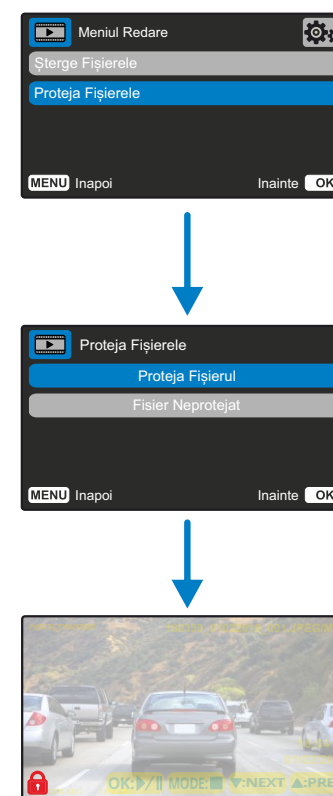 Meniul Redare
Șterge Fișierele
Proteja Fișierele
MENU Inapoi Inainte OK
Proteja Fișierele
Proteja Fișierul
Fisier Neprotejat
MENU Inapoi Inainte OK
OK: MODE: ▼:NEXT ▲:PRE